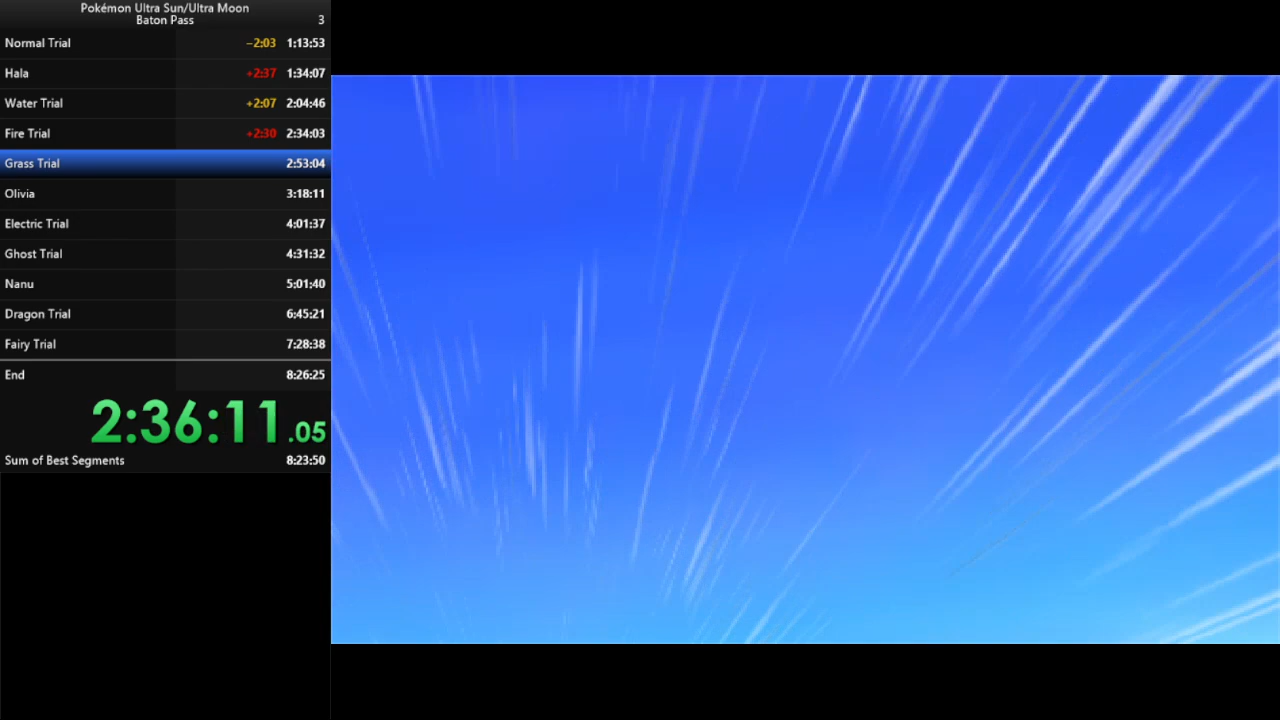 Pokémon Ultra Sun/Ultra Moon
Baton Pass 3
Normal Trial −2:03 1:13:53
Hala +2:37 1:34:07
Water Trial +2:07 2:04:46
Fire Trial +2:30 2:34:03
Grass Trial 2:53:04
Olivia 3:18:11
Electric Trial 4:01:37
Ghost Trial 4:31:32
Nanu 5:01:40
Dragon Trial 6:45:21
Fairy Trial 7:28:38
End 8:26:25
2:36:11.05
Sum of Best Segments 8:23:50